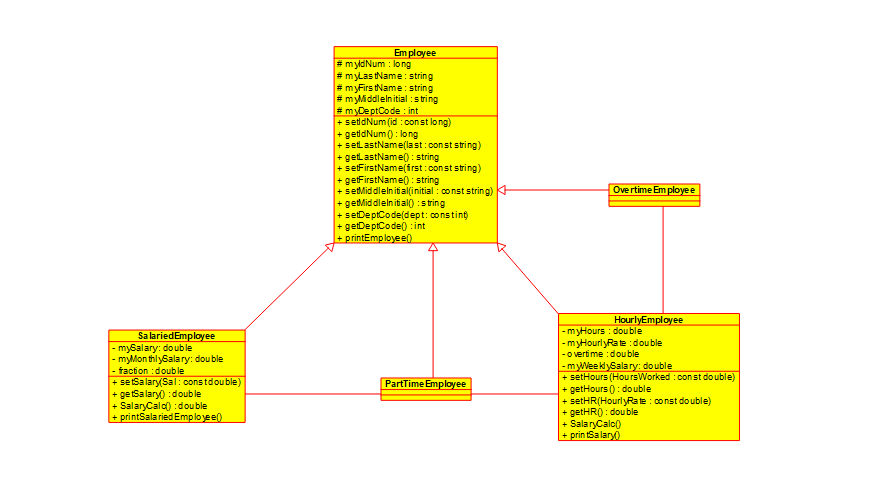 Employee
# myIdNum : long
# myLastName : string
# myFirstName : string
# myMiddleInitial : string
# myDeptCode : int
+ setIdNum(id : const long)
+ getIdNum() : long
+ setLastName(last : const string)
+ getLastName() : string
+ setFirstName(first : const string)
+ getFirstName() : string
+ setMiddleInitial(initial : const string)
+ getMiddleInitial() : string
+ setDeptCode(dept : const int)
+ getDeptCode() : int
+ printEmployee()
OvertimeEmployee
SalariedEmployee
- mySalary : double
- myMonthlySalary : double
- fraction : double
+ setSalary(Sal : const double)
+ getSalary() : double
+ SalaryCalc() : double
+ printSalariedEmployee()
PartTimeEmployee
HourlyEmployee
- myHours : double
- myHourlyRate : double
- overtime : double
- myWeeklySalary : double
+ setHours(HoursWorked : const double)
+ getHours() : double
+ setHR(HourlyRate : const double)
+ getHR() : double
+ SalaryCalc()
+ printSalary()